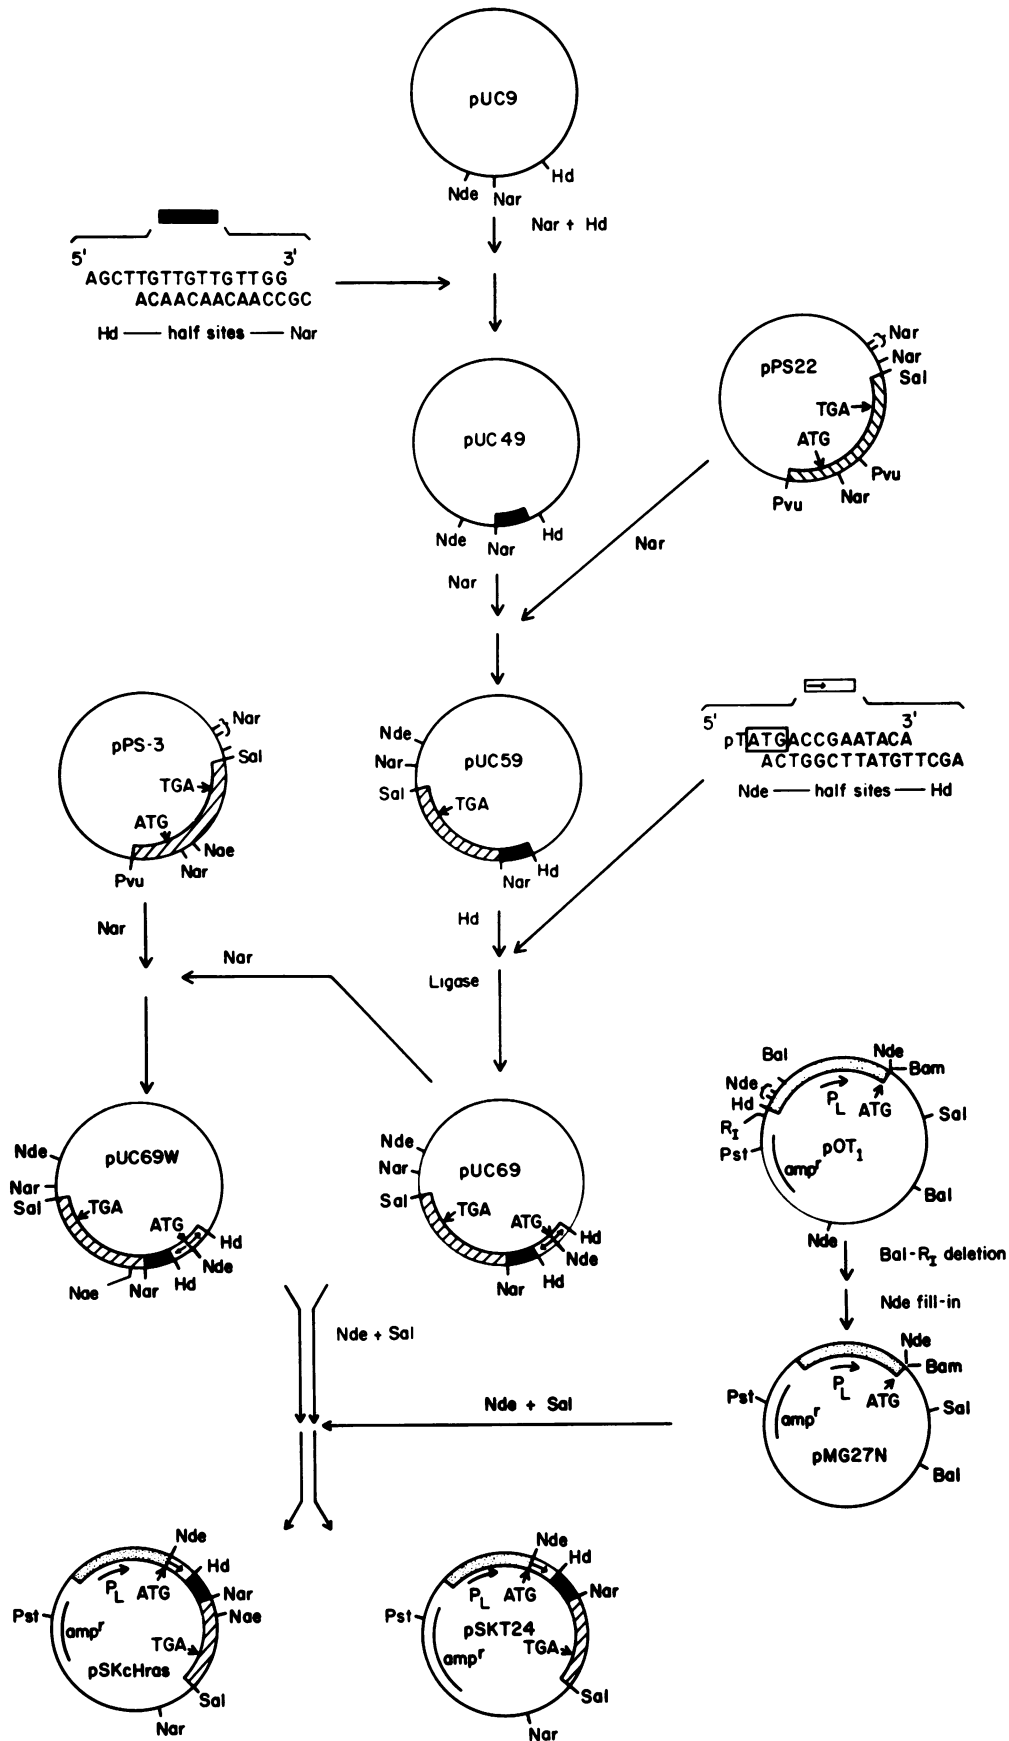 pUC9
Nde
Nar
Hd
Nar + Hd
5' 3'
AGCTTGTTGTTGTTGG
ACAACAACAACCGC
Hd — half sites — Nar
pUC49
Nde
Nar
Hd
Nar
pPS22
Nar
Nar
Sal
TGA
ATG
Pvu
Nar
Pvu
Nar
pPS-3
Nar
Sal
TGA
ATG
Nae
Nar
Pvu
Nar
pUC59
Nde
Nar
Sal
TGA
Nar
Hd
Hd
Ligase
5' 3'
pTATGACCGAATACA
ACTGGCTTATGTTCGA
Nde — half sites — Hd
Nar
pUC69W
Nde
Nar
Sal
TGA
ATG
Hd
Nde
Hd
Nar
Nae
pUC69
Nde
Nar
Sal
TGA
ATG
Hd
Nde
Hd
Nar
Bal
Nde
Bam
Nde
Hd
RI
Pst
PL
ATG
Sal
ampr
pOT1
Bal
Nde
Bal-RI deletion
Nde fill-in
Nde + Sal
Nde + Sal
Nde
Bam
PL
ATG
Pst
Sal
ampr
pMG27N
Bal
Nde
Hd
PL
ATG
Nar
Nae
Pst
ampr
TGA
pSKcHras
Sal
Nar
Nde
Hd
PL
ATG
Nar
Pst
pSKT24
TGA
ampr
Sal
Nar